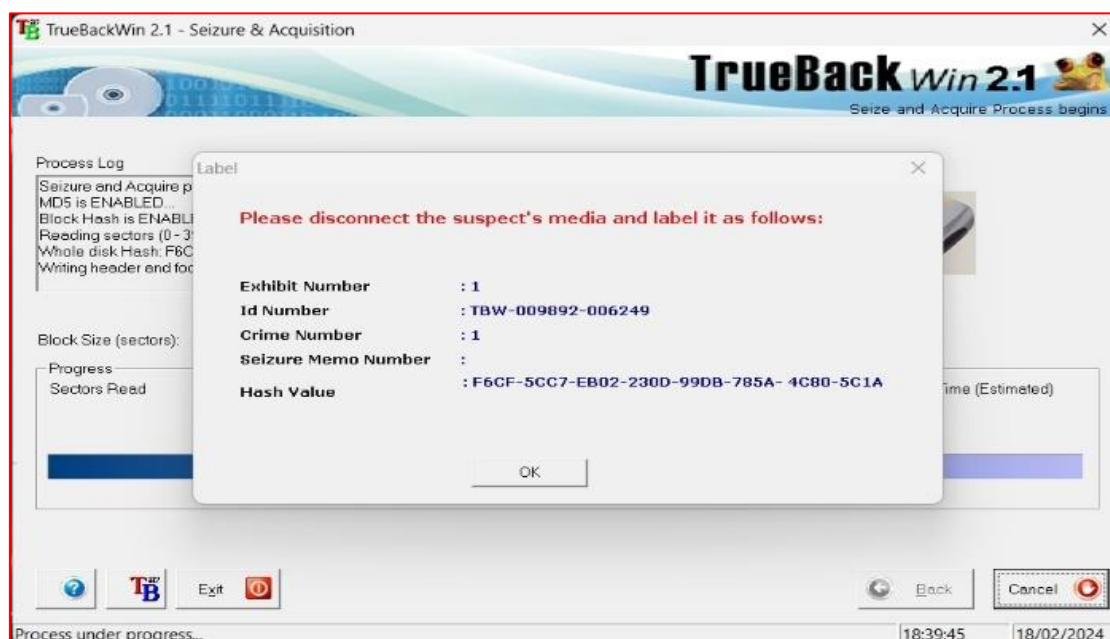 TrueBackWin 2.1 - Seizure & Acquisition
TrueBack Win 2.1
Seize and Acquire Process begins
Process Log
Seizure and Acquire p
MD5 is ENABLED...
Block Hash is ENABL
Reading sectors (0 - 3
Whole disk Hash: F6C
Writing header and foo
Label
Please disconnect the suspect's media and label it as follows:
Exhibit Number : 1
Id Number : TBW-009892-006249
Crime Number : 1
Seizure Memo Number :
Hash Value : F6CF-5CC7-EB02-230D-99DB-785A- 4C80-5C1A
OK
Block Size (sectors):
Progress
Sectors Read
Time (Estimated)
TB
Exit
Back
Cancel
Process under progress...
18:39:45
18/02/2024